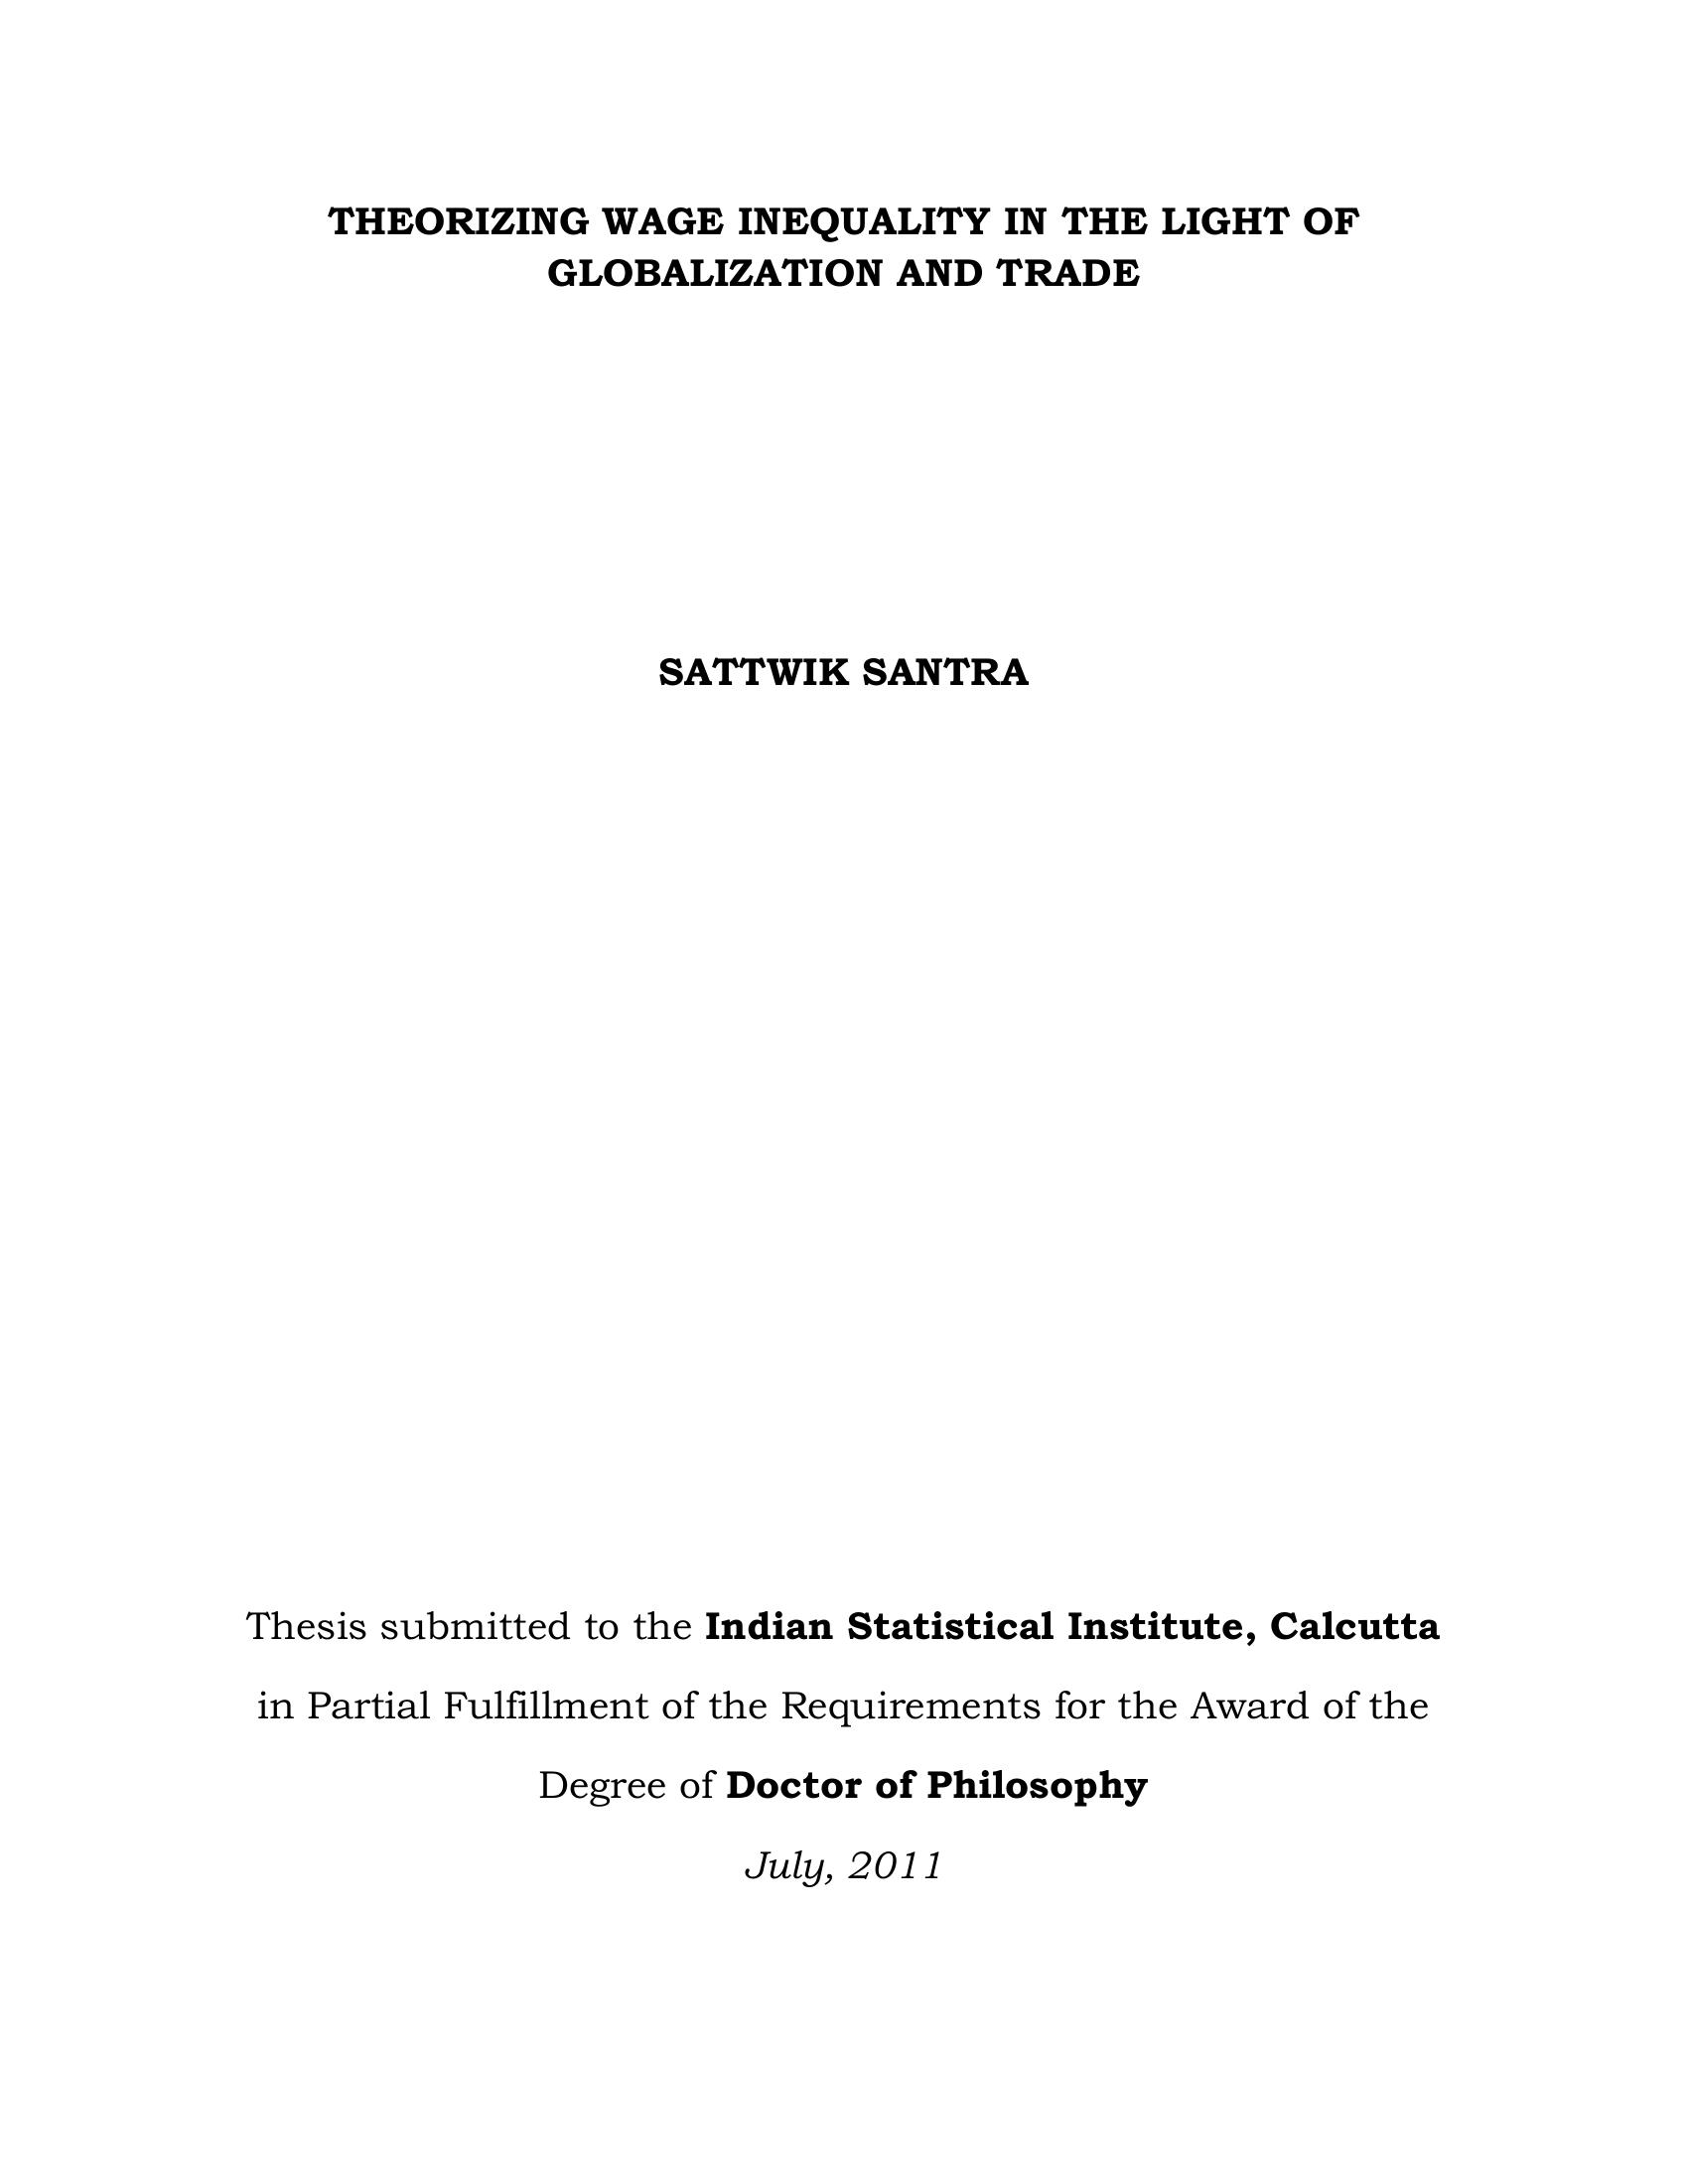 THEORIZING WAGE INEQUALITY IN THE LIGHT OF
GLOBALIZATION AND TRADE
SATTWIK SANTRA
Thesis submitted to the Indian Statistical Institute, Calcutta
in Partial Fulfillment of the Requirements for the Award of the
Degree of Doctor of Philosophy
July, 2011